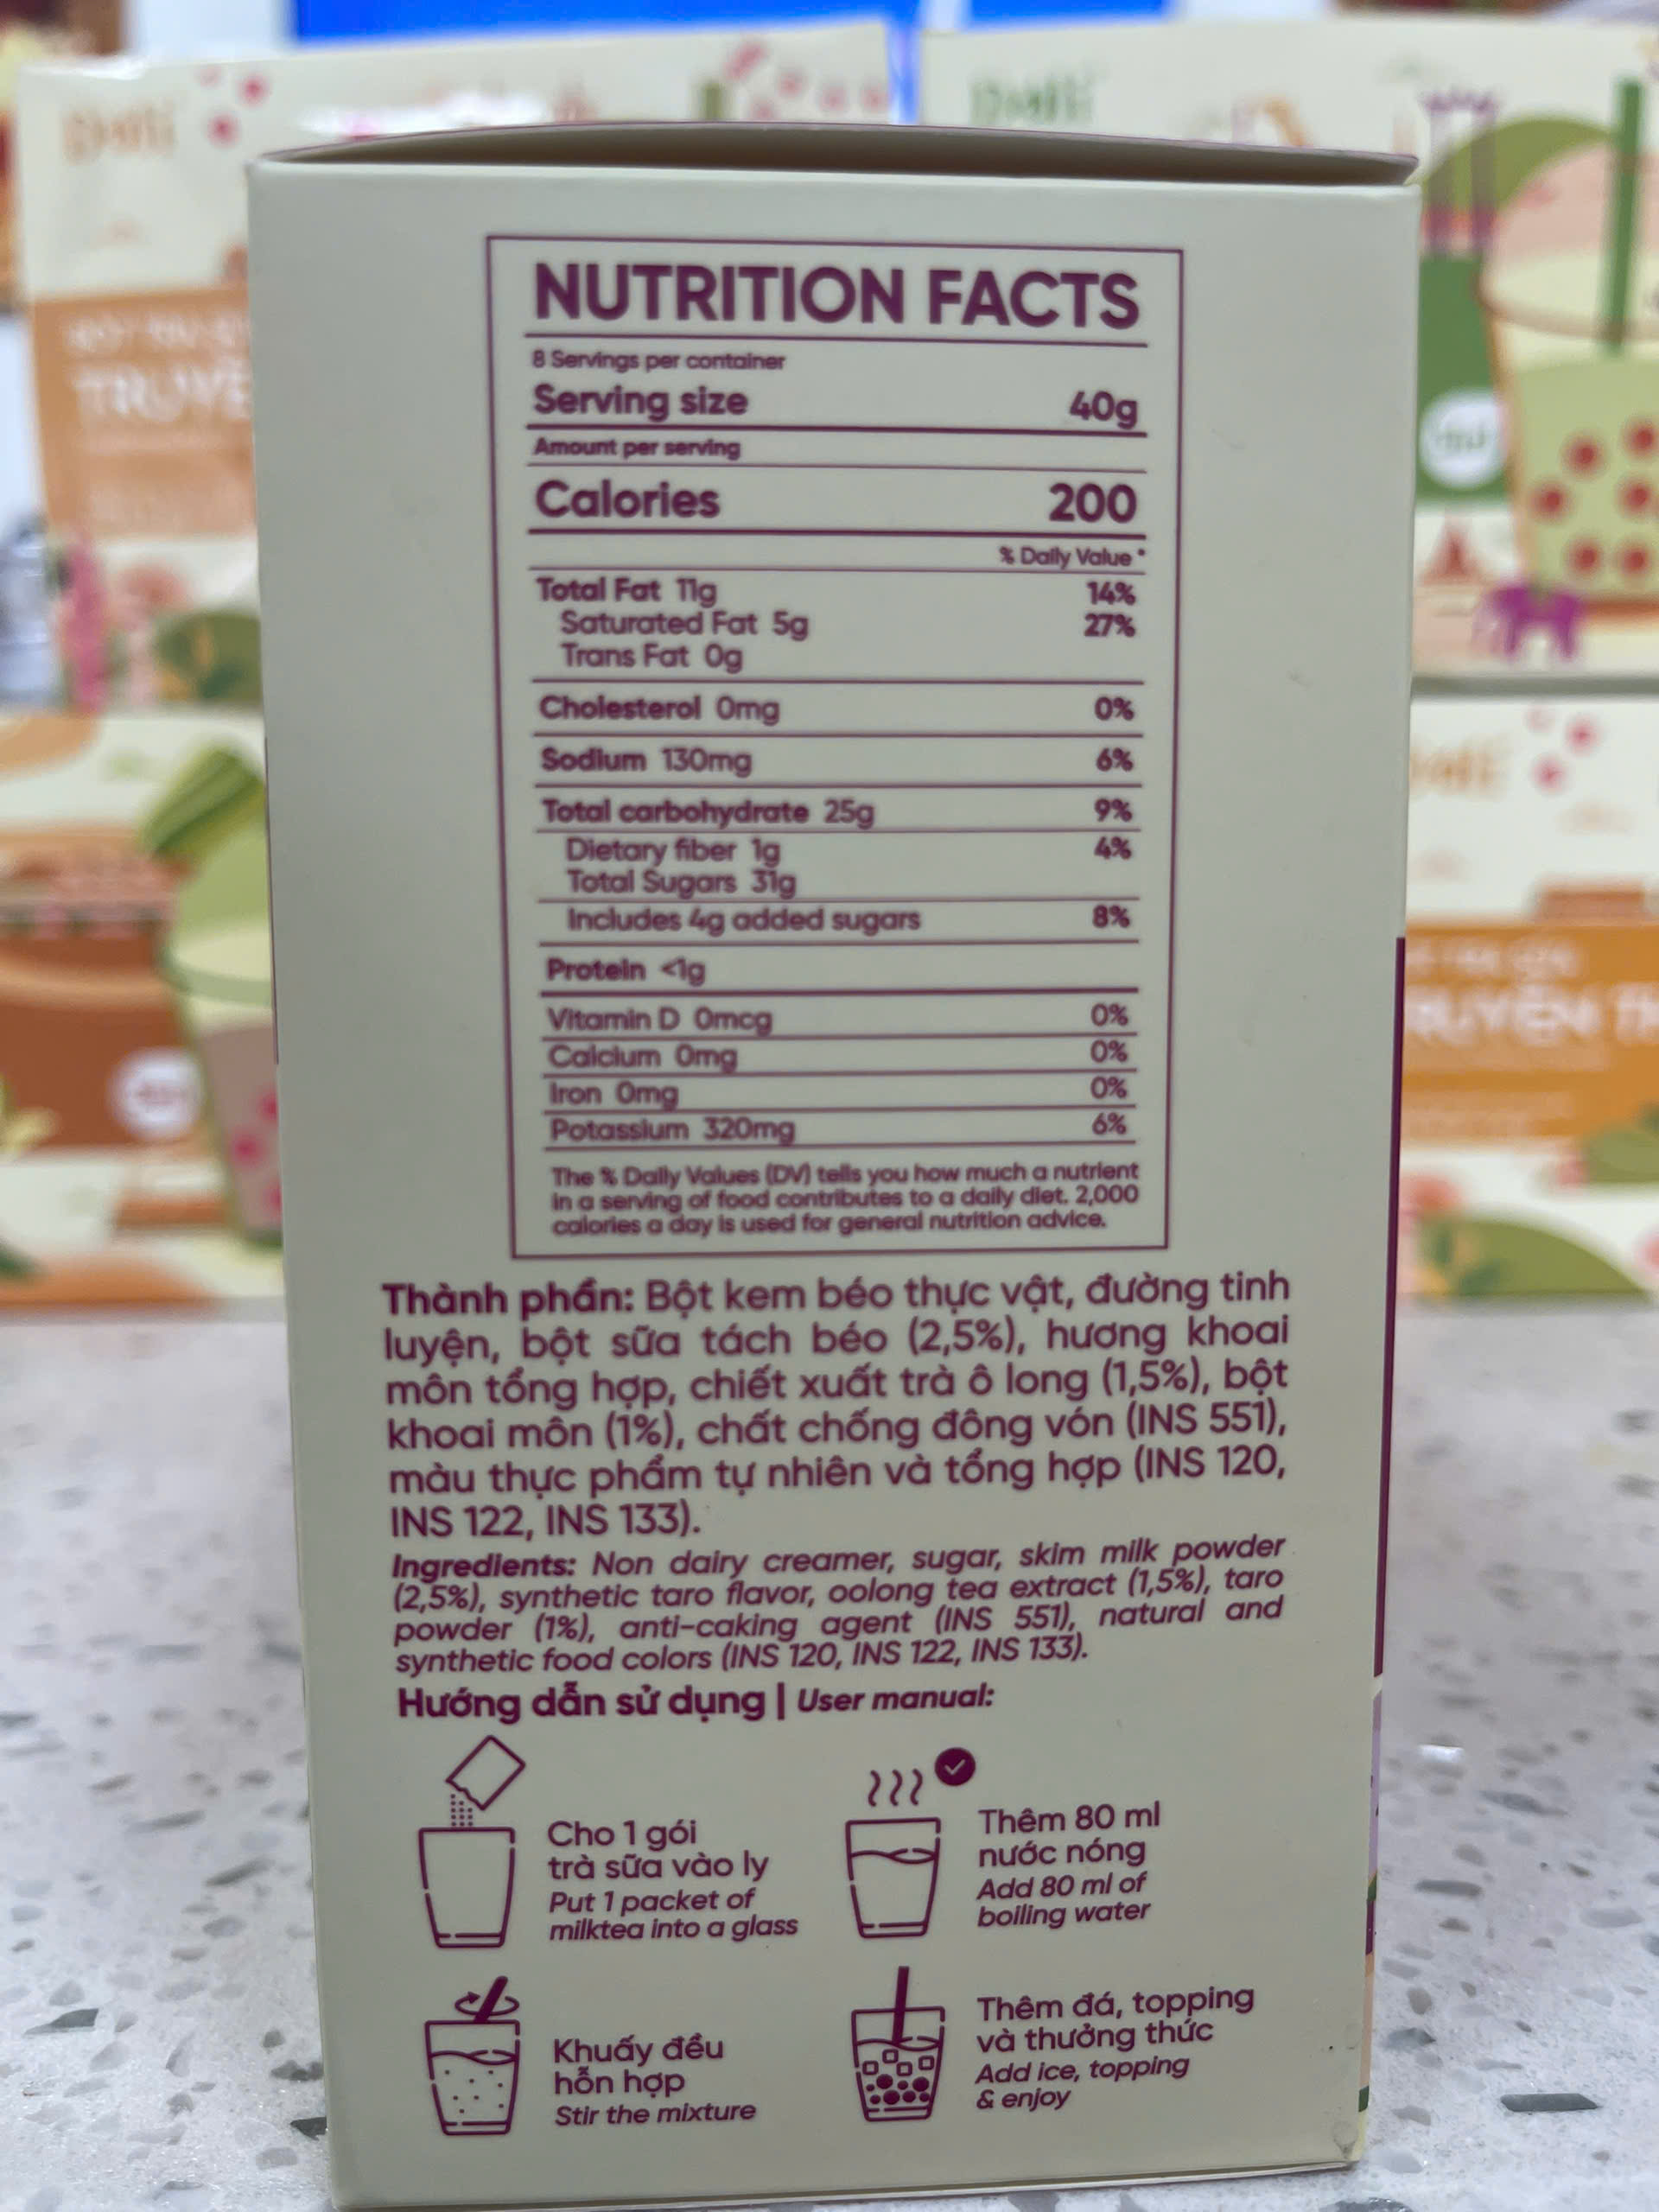 NUTRITION FACTS
8 Servings per container
Serving size 40g
Amount per serving
Calories 200
% Daily Value *
Total Fat 11g 14%
Saturated Fat 5g 27%
Trans Fat 0g
Cholesterol 0mg 0%
Sodium 130mg 6%
Total carbohydrate 25g 9%
Dietary fiber 1g 4%
Total Sugars 31g
Includes 4g added sugars 8%
Protein <1g
Vitamin D 0mcg 0%
Calcium 0mg 0%
Iron 0mg 0%
Potassium 320mg 6%
The % Daily Values (DV) tells you how much a nutrient
in a serving of food contributes to a daily diet. 2,000
calories a day is used for general nutrition advice.
Thành phần: Bột kem béo thực vật, đường tinh
luyện, bột sữa tách béo (2,5%), hương khoai
môn tổng hợp, chiết xuất trà ô long (1,5%), bột
khoai môn (1%), chất chống đông vón (INS 551),
màu thực phẩm tự nhiên và tổng hợp (INS 120,
INS 122, INS 133).
Ingredients: Non dairy creamer, sugar, skim milk powder
(2,5%), synthetic taro flavor, oolong tea extract (1,5%), taro
powder (1%), anti-caking agent (INS 551), natural and
synthetic food colors (INS 120, INS 122, INS 133).
Hướng dẫn sử dụng | User manual:
Cho 1 gói
trà sữa vào ly
Put 1 packet of
milktea into a glass
Thêm 80 ml
nước nóng
Add 80 ml of
boiling water
Khuấy đều
hỗn hợp
Stir the mixture
Thêm đá, topping
và thưởng thức
Add ice, topping
& enjoy